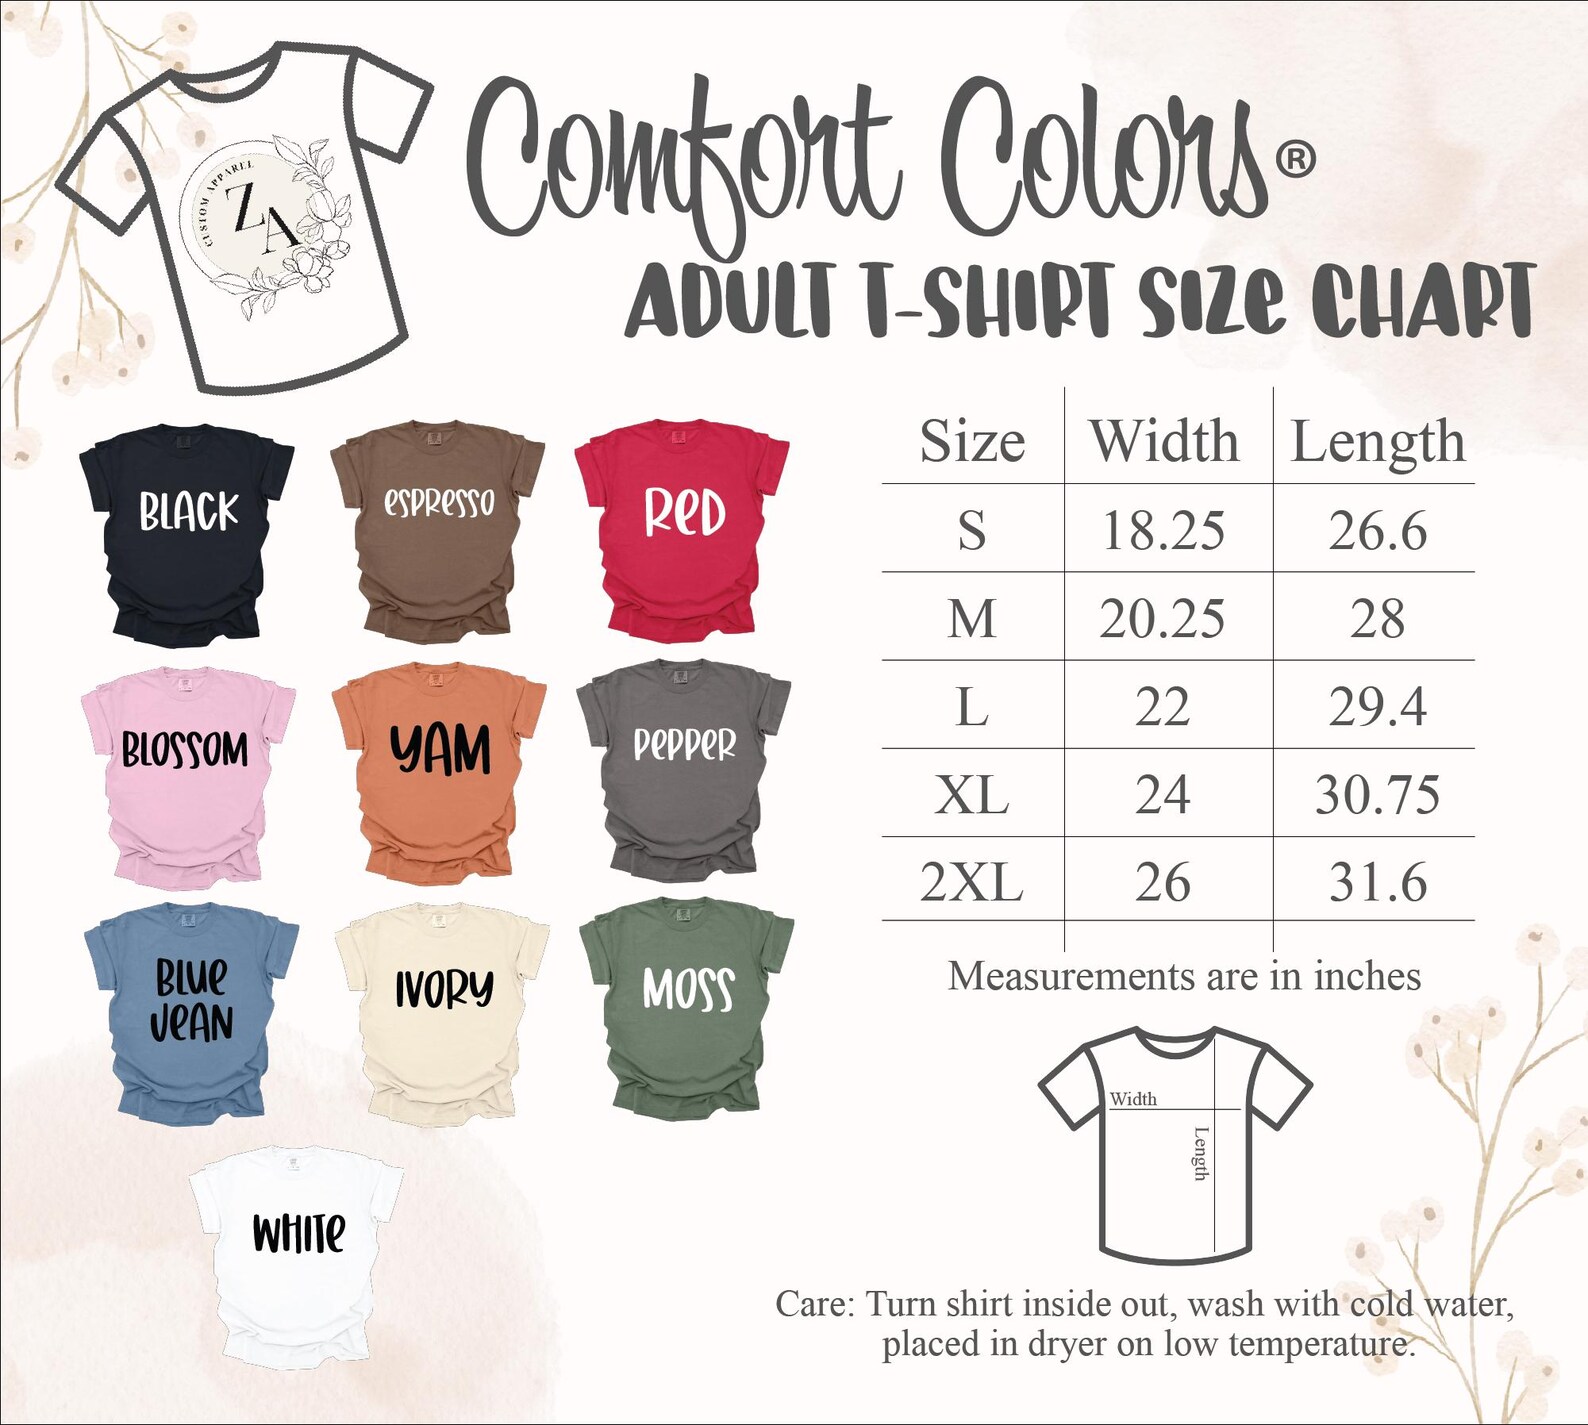 CUSTOM APPAREL
ZA
Comfort Colors®
ADULT T-SHIRT SIZE CHART
BLACK
ESPRESSO
RED
BLOSSOM
YAM
PEPPER
BLUE
JEAN
IVORY
MOSS
WHITE
Size Width Length
S 18.25 26.6
M 20.25 28
L 22 29.4
XL 24 30.75
2XL 26 31.6
Measurements are in inches
Width
Length
Care: Turn shirt inside out, wash with cold water,
placed in dryer on low temperature.